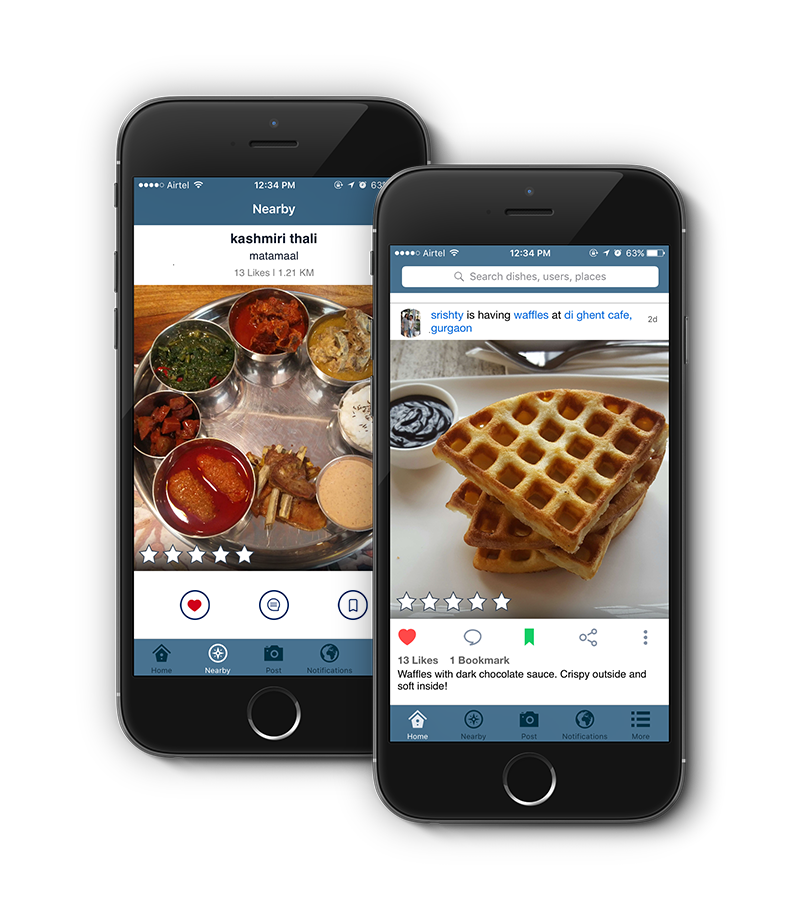 Airtel 12:34 PM 63%
Nearby
kashmiri thali
matamaal
13 Likes | 1.21 KM
Home Nearby Post Notifications
Airtel 12:34 PM 63%
Search dishes, users, places
srishty is having waffles at di ghent cafe, 2d
,gurgaon
13 Likes 1 Bookmark
Waffles with dark chocolate sauce. Crispy outside and
soft inside!
Home Nearby Post Notifications More